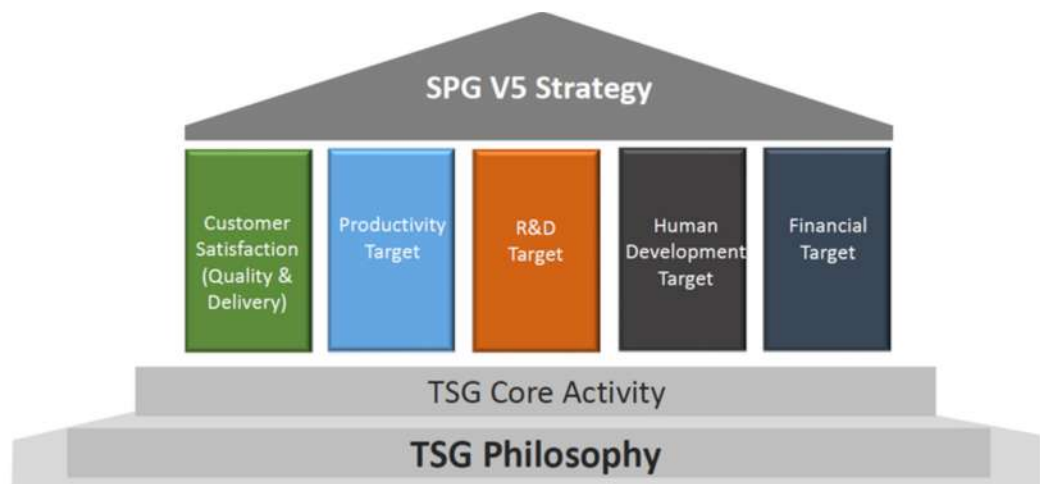 SPG V5 Strategy
Customer
Satisfaction
(Quality &
Delivery)
Productivity
Target
R&D
Target
Human
Development
Target
Financial
Target
TSG Core Activity
TSG Philosophy